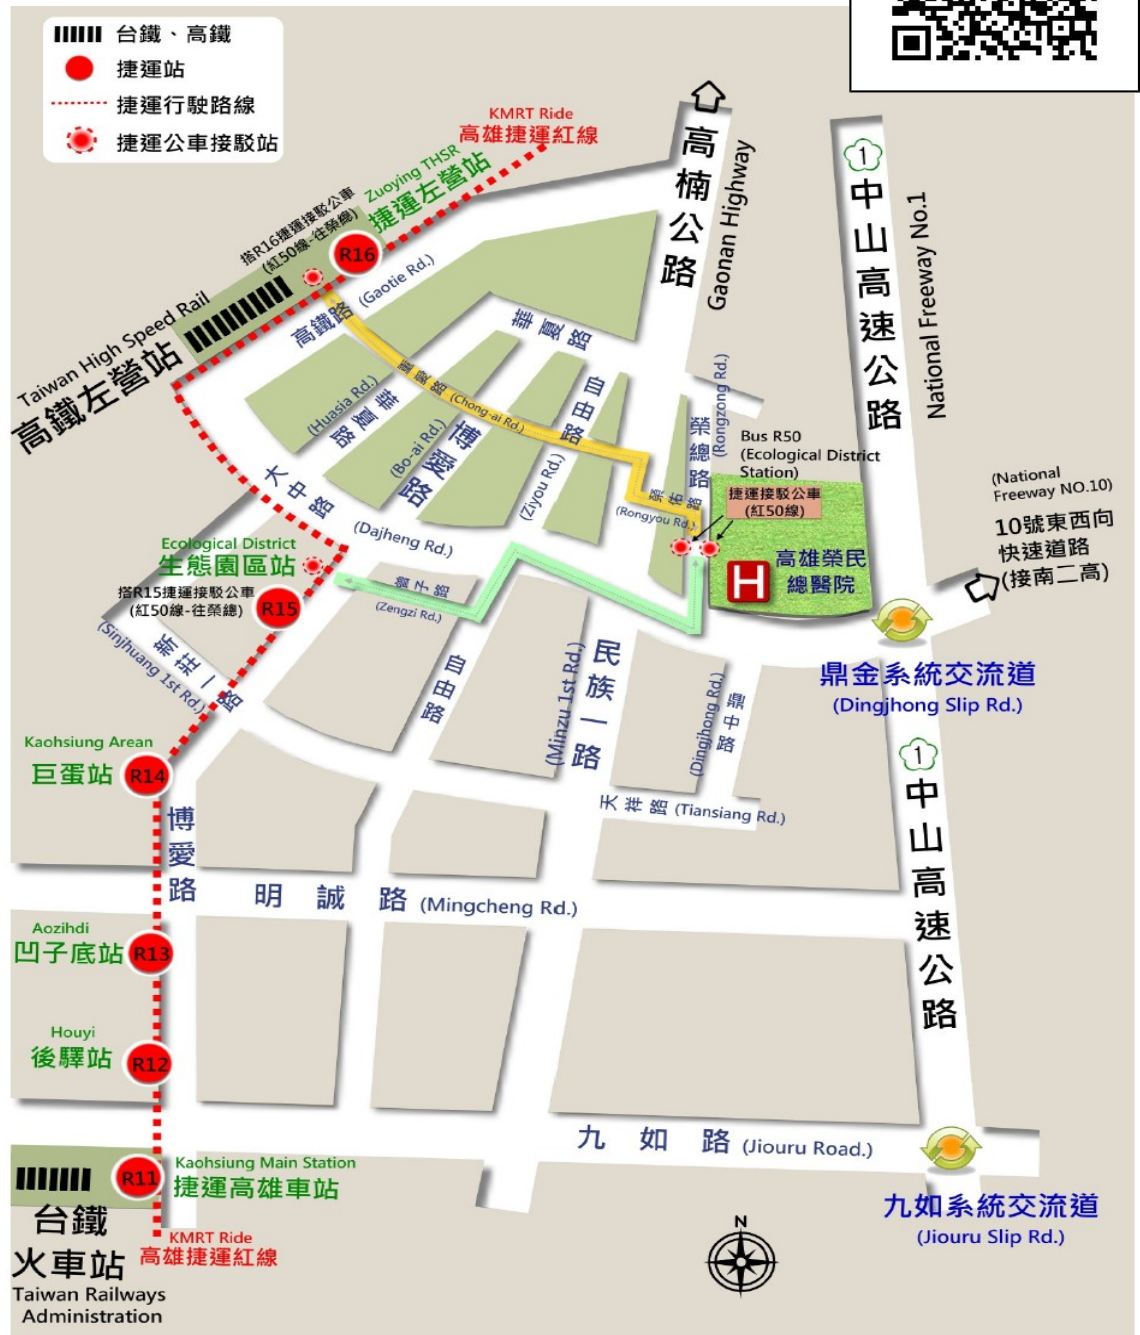 台鐵、高鐵
捷運站
捷運行駛路線
捷運公車接駁站
KMRT Ride
高雄捷運紅線
Zuoying THSR
捷運左營站
搭R16捷運接駁公車
(紅50線-往榮總)
R16
Taiwan High Speed Rail
高鐵左營站
高鐵路 (Gaotie Rd.)
高楠公路
Gaonan Highway
1
中山高速公路
National Freeway No.1
華夏路
(Huasia Rd.)
華夏路
(Chong-ai Rd.)
(Bo-ai Rd.)
博愛路
自由路
(Ziyou Rd.)
榮總路
(Rongzong Rd.)
Bus R50
(Ecological District
Station)
捷運接駁公車
(紅50線)
榮佑路
(Rongyou Rd.)
H
高雄榮民
總醫院
(National
Freeway NO.10)
10號東西向
快速道路
(接南二高)
大中路
(Dajheng Rd.)
Ecological District
生態園區站
搭R15捷運接駁公車
(紅50線-往榮總)
R15
子路
(Zengzi Rd.)
(Sinjhuang 1st Rd.)
新莊一路
自由路
民族一路
(Minzu 1st Rd.)
鼎中路
(Dingjhong Rd.)
天祥路 (Tiansiang Rd.)
鼎金系統交流道
(Dingjhong Slip Rd.)
1
中山高速公路
Kaohsiung Arean
巨蛋站
R14
博愛路
明誠路 (Mingcheng Rd.)
Aozihdi
凹子底站
R13
Houyi
後驛站
R12
九如路 (Jiouru Road.)
九如系統交流道
(Jiouru Slip Rd.)
R11
Kaohsiung Main Station
捷運高雄車站
台鐵
火車站
Taiwan Railways
Administration
KMRT Ride
高雄捷運紅線
N